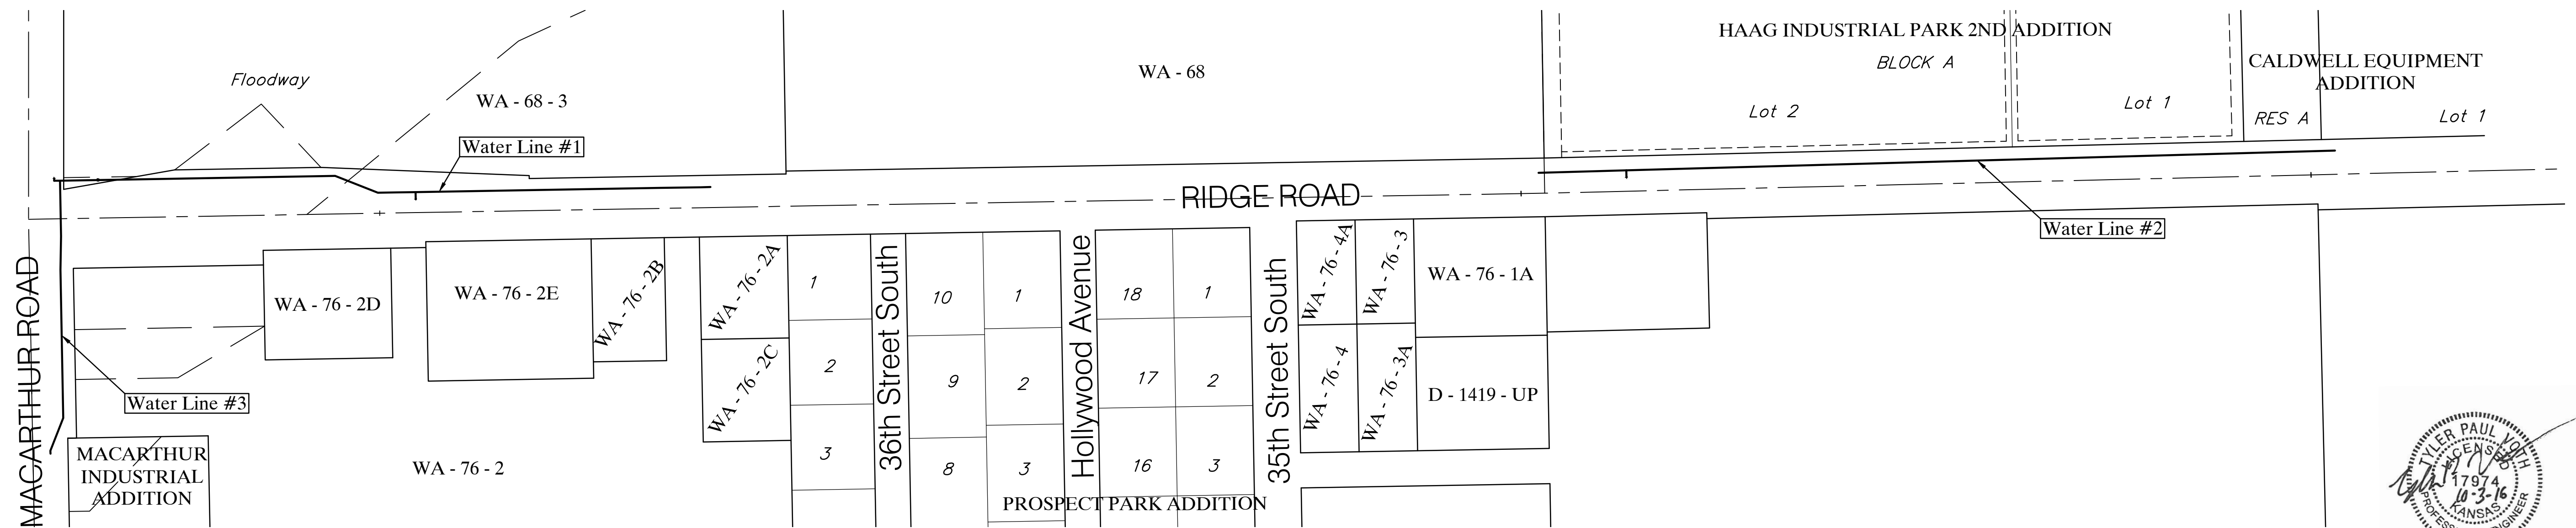 HAAG INDUSTRIAL PARK 2ND ADDITION
BLOCK A
Lot 2
Lot 1
CALDWELL EQUIPMENT
ADDITION
RES A
Lot 1
WA - 68
Floodway
WA - 68 - 3
Water Line #1
RIDGE ROAD
Water Line #2
MACARTHUR ROAD
Water Line #3
WA - 76 - 2D
WA - 76 - 2E
WA - 76 - 2B
WA - 76 - 2A
WA - 76 - 2C
1
2
3
36th Street South
10
9
8
1
2
3
Hollywood Avenue
18
17
16
1
2
3
35th Street South
WA - 76 - 4A
WA - 76 - 3
WA - 76 - 4
WA - 76 - 3A
WA - 76 - 1A
D - 1419 - UP
MACARTHUR
INDUSTRIAL
ADDITION
WA - 76 - 2
PROSPECT PARK ADDITION
TYLER PAUL VOTH
LICENSED
17974
10-3-16
KANSAS
PROFESSIONAL ENGINEER